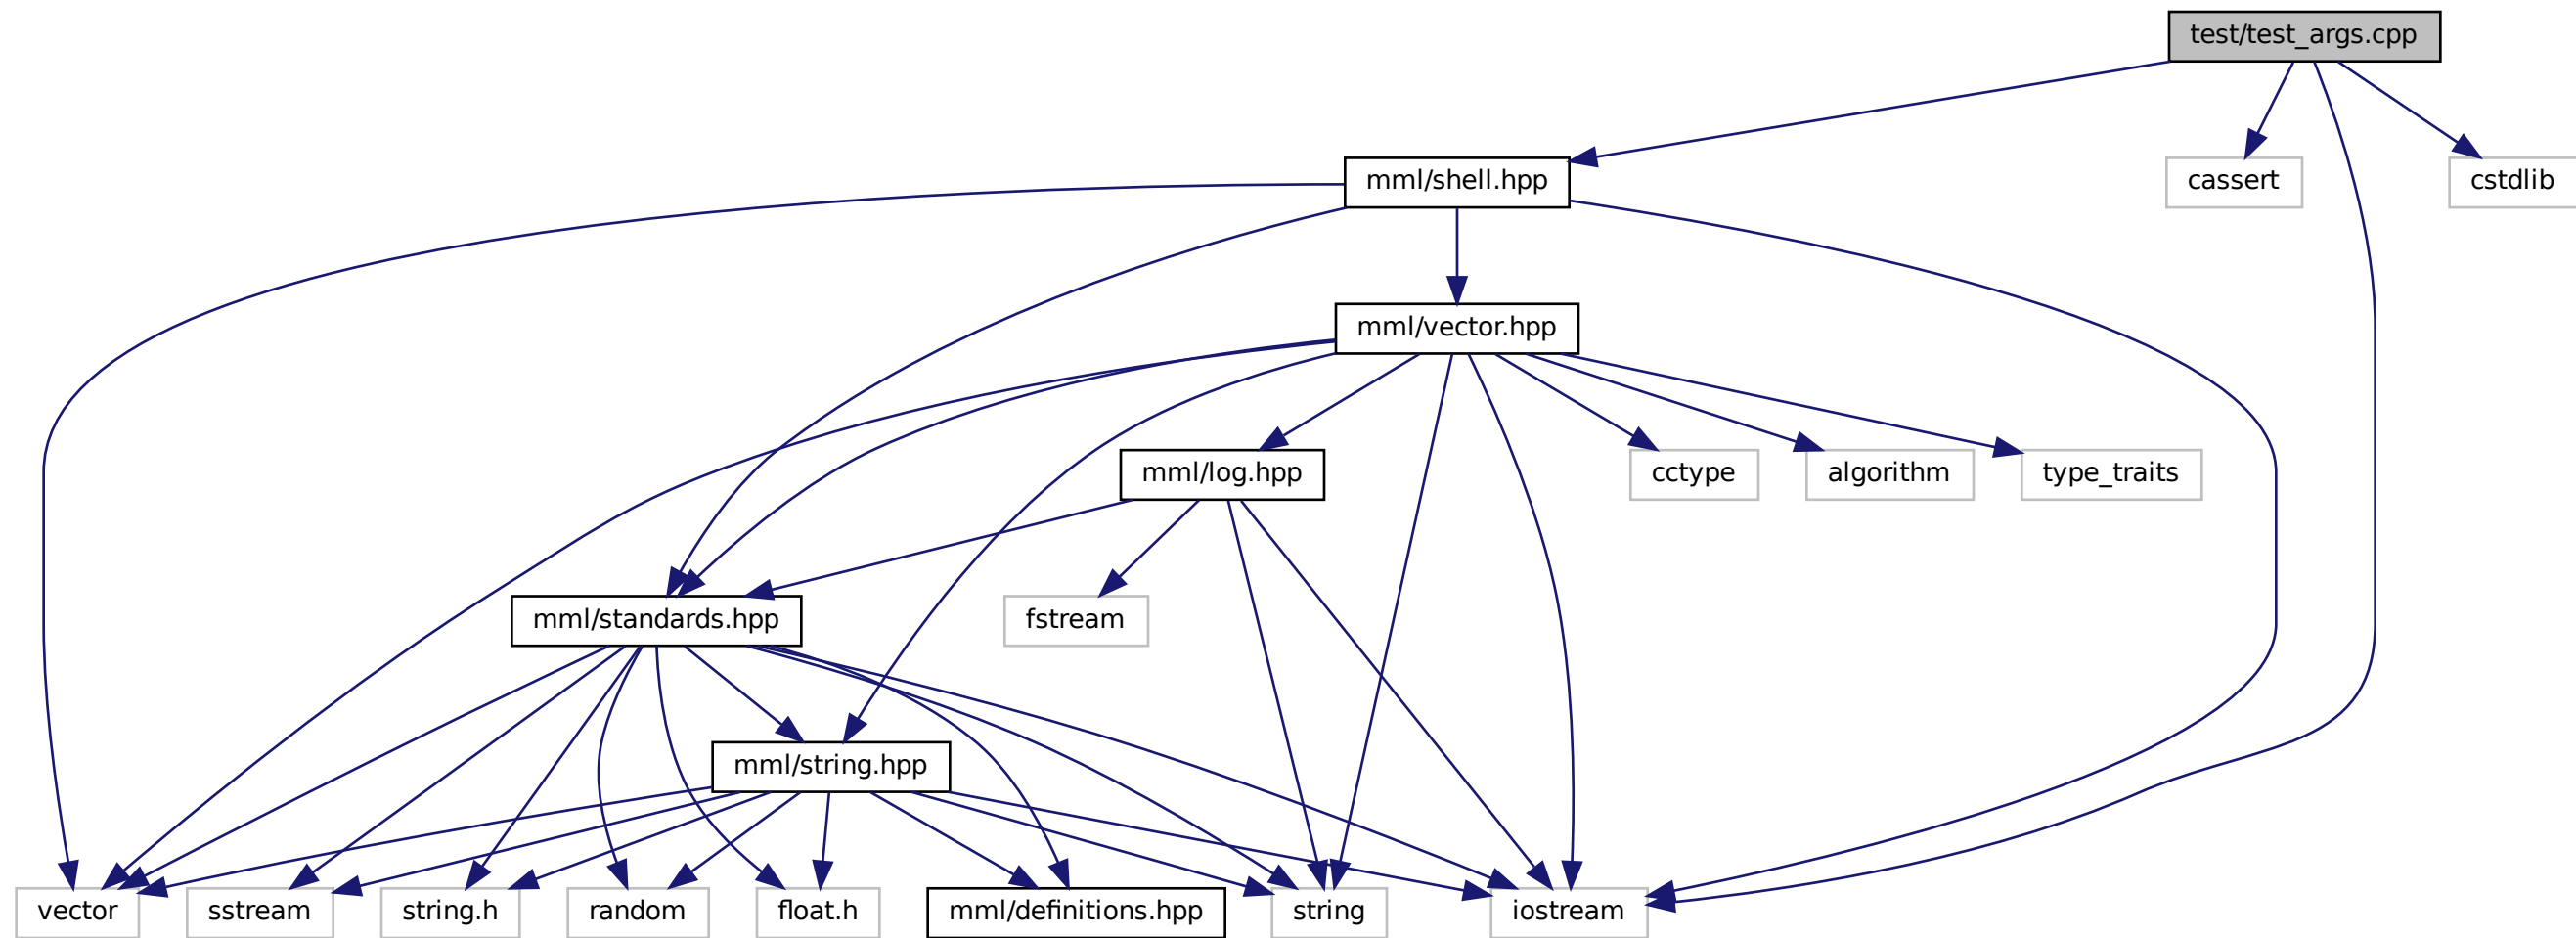 test/test_args.cpp
mml/shell.hpp
cassert
cstdlib
mml/vector.hpp
mml/log.hpp
cctype
algorithm
type_traits
mml/standards.hpp
fstream
mml/string.hpp
vector
sstream
string.h
random
float.h
mml/definitions.hpp
string
iostream